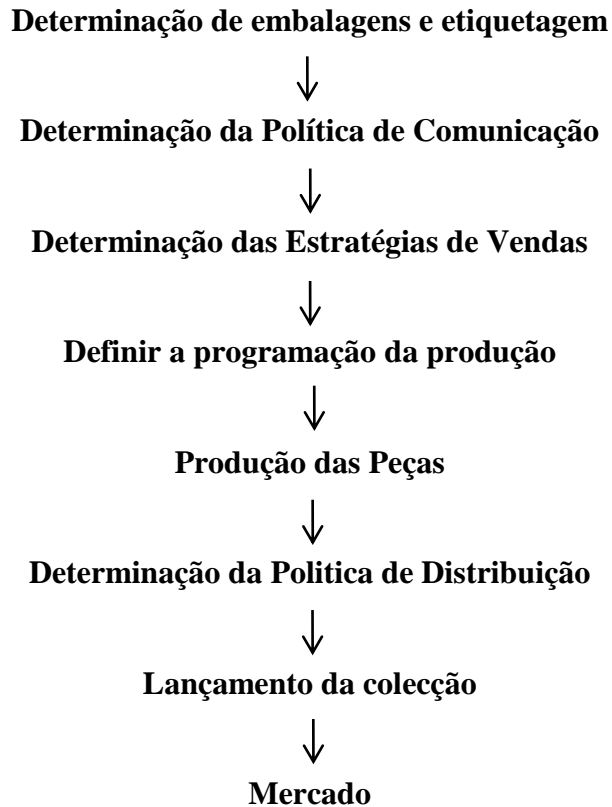 Determinação de embalagens e etiquetagem
Determinação da Política de Comunicação
Determinação das Estratégias de Vendas
Definir a programação da produção
Produção das Peças
Determinação da Politica de Distribuição
Lançamento da colecção
Mercado